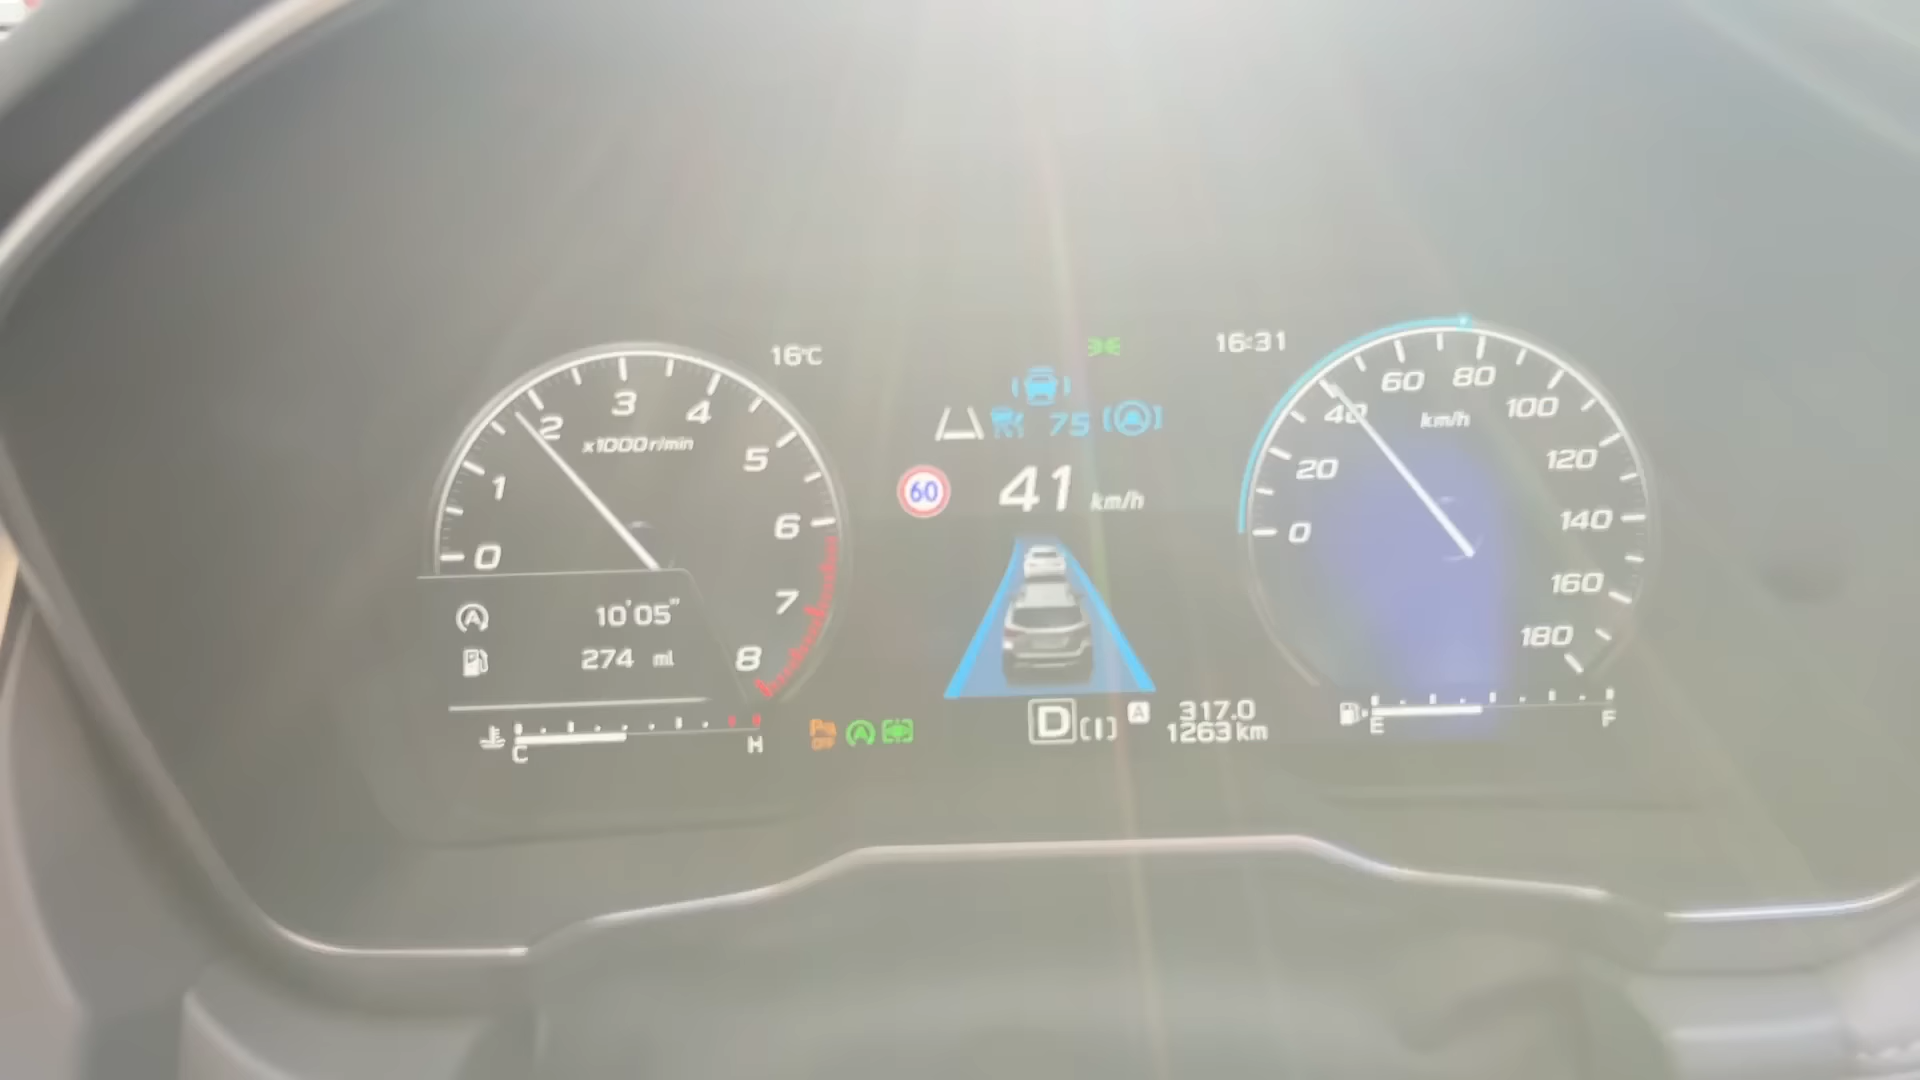 16℃
16:31
75
60
41 km/h
0
1
2
3
4
5
6
7
8
x1000r/min
0
20
40
60
80
100
120
140
160
180
km/h
A 10'05"
274 ml
C H
P OFF A
D A
317.0
1263 km
E F